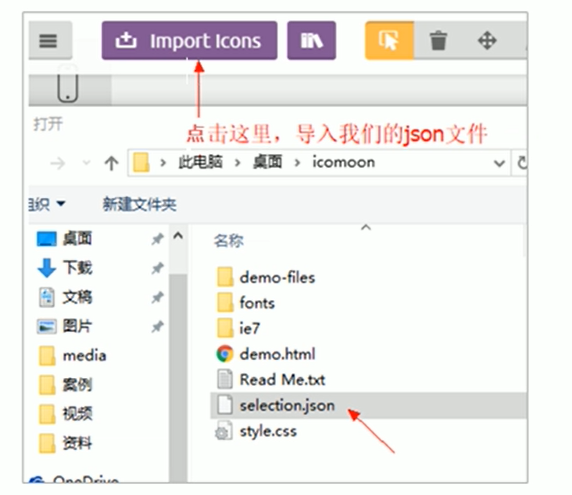 Import Icons
打开
点击这里，导入我们的json文件
此电脑 > 桌面 > icomoon
组织 新建文件夹
名称
桌面
下载
文稿
图片
media
案例
视频
资料
OneDrive
demo-files
fonts
ie7
demo.html
Read Me.txt
selection.json
style.css